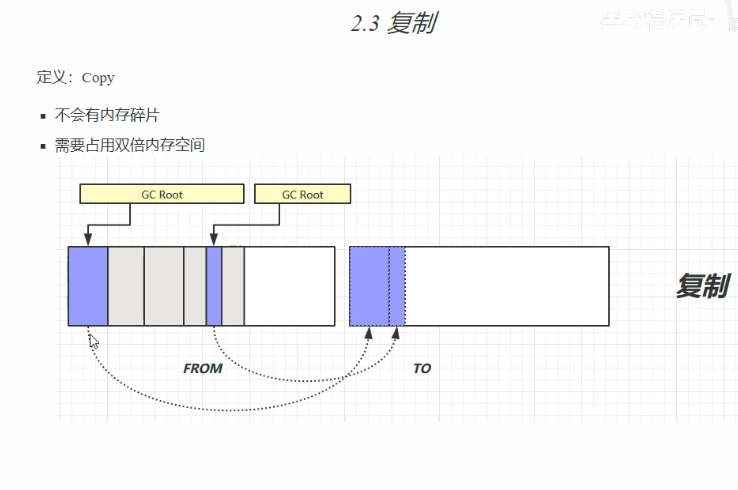 2.3 复制
定义：Copy
不会有内存碎片
需要占用双倍内存空间
GC Root
GC Root
复制
FROM
TO